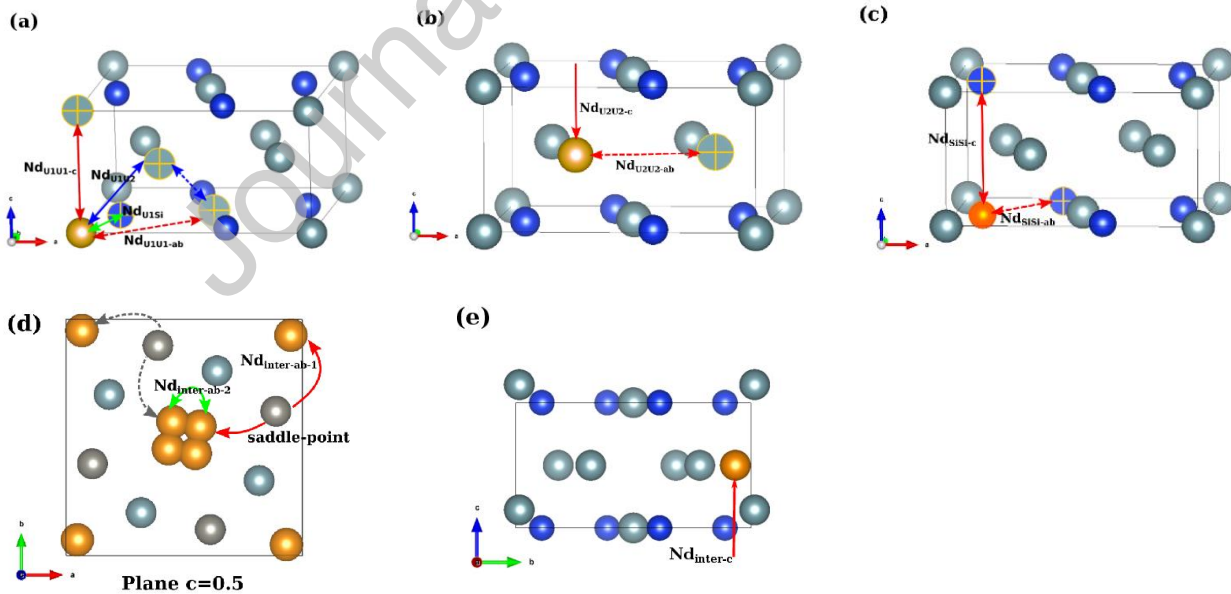 (a)
(b)
(c)
Journa
Nd_U1U1-c
Nd_U1U2
Nd_U1Si
Nd_U1U1-ab
c
a
Nd_U2U2-c
Nd_U2U2-ab
c
a
Nd_SiSi-c
Nd_SiSi-ab
c
a
(d)
(e)
Nd_inter-ab-1
Nd_inter-ab-2
saddle-point
b
a
Plane c=0.5
c
b
Nd_inter-c